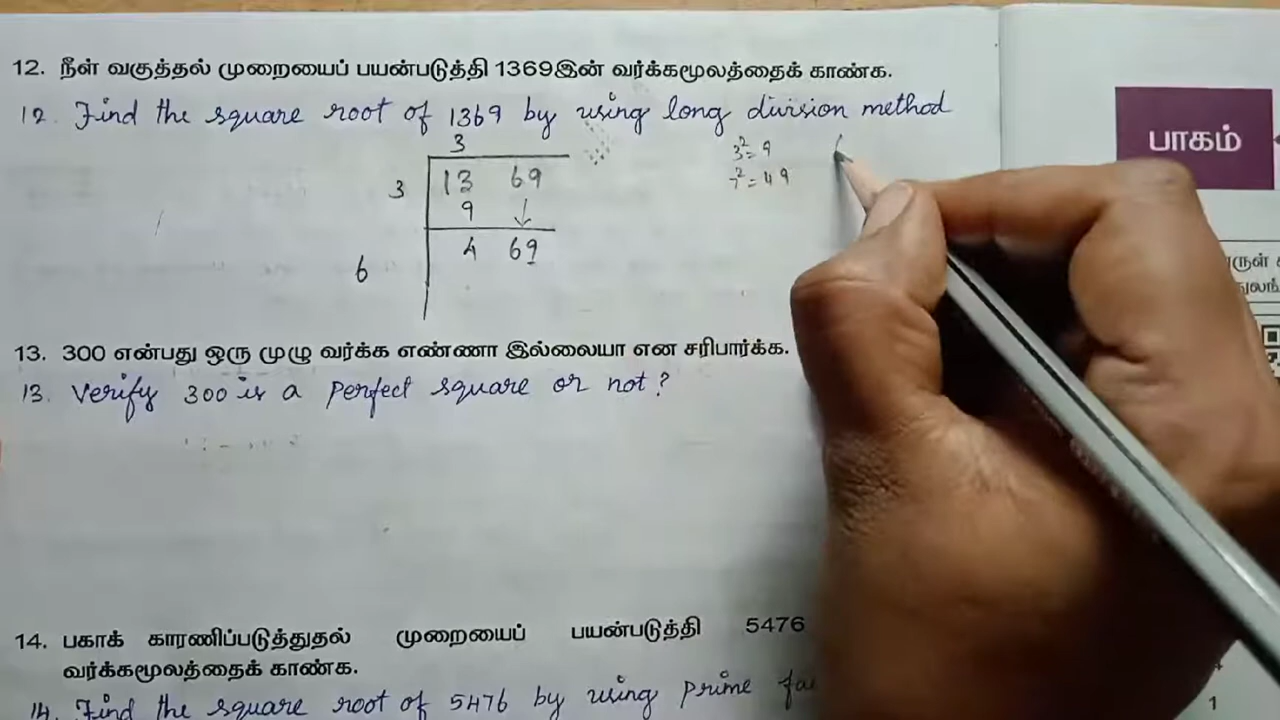 12. நீள் வகுத்தல் முறையைப் பயன்படுத்தி 1369இன் வர்க்கமூலத்தைக் காண்க.
12. Find the square root of 1369 by using long division method
3
3² = 9
3 13 69
7² = 49
9 ↓
4 69
6
பாகம்
13. 300 என்பது ஒரு முழு வர்க்க எண்ணா இல்லையா என சரிபார்க்க.
13. Verify 300 is a perfect square or not?
14. பகாக் காரணிப்படுத்துதல் முறையைப் பயன்படுத்தி 5476
வர்க்கமூலத்தைக் காண்க.
14. Find the square root of 5476 by using prime
1